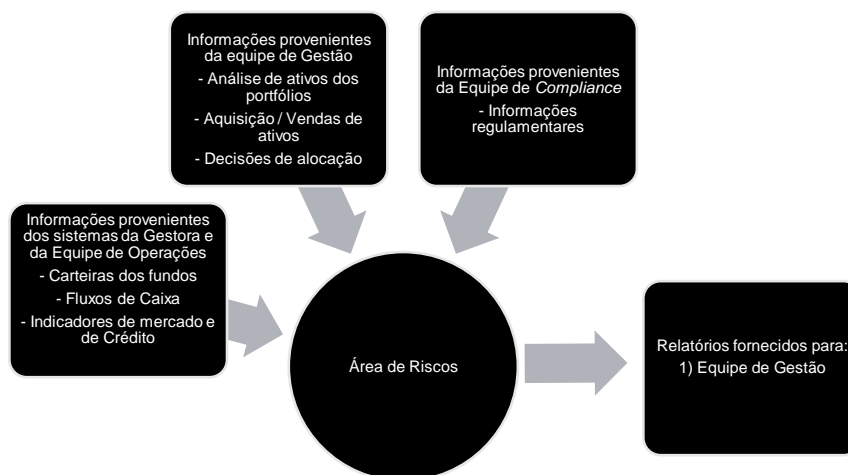 Informações provenientes
da equipe de Gestão
- Análise de ativos dos
portfólios
- Aquisição / Vendas de
ativos
- Decisões de alocação
Informações provenientes
da Equipe de Compliance
- Informações
regulamentares
Informações provenientes
dos sistemas da Gestora e
da Equipe de Operações
- Carteiras dos fundos
- Fluxos de Caixa
- Indicadores de mercado e
de Crédito
Área de Riscos
Relatórios fornecidos para:
1) Equipe de Gestão